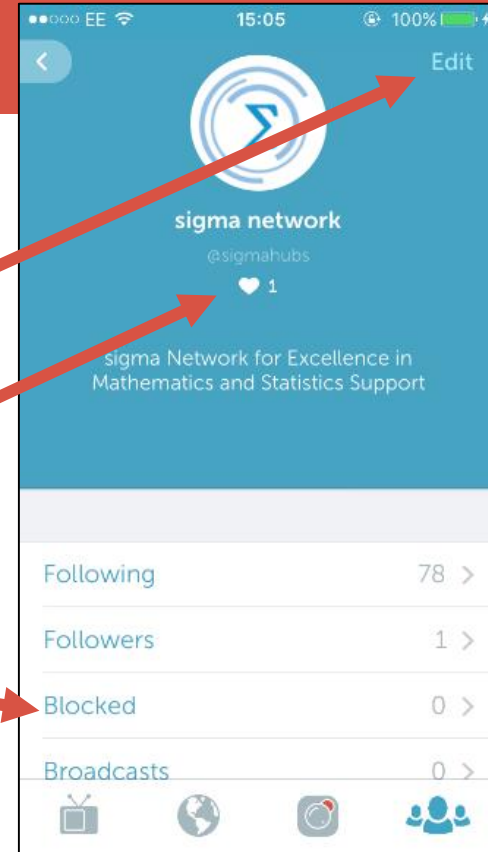 EE 15:05 100%
Edit
Σ
sigma network
@sigmahubs
1
sigma Network for Excellence in
Mathematics and Statistics Support
Following 78
Followers 1
Blocked 0
Broadcasts 0